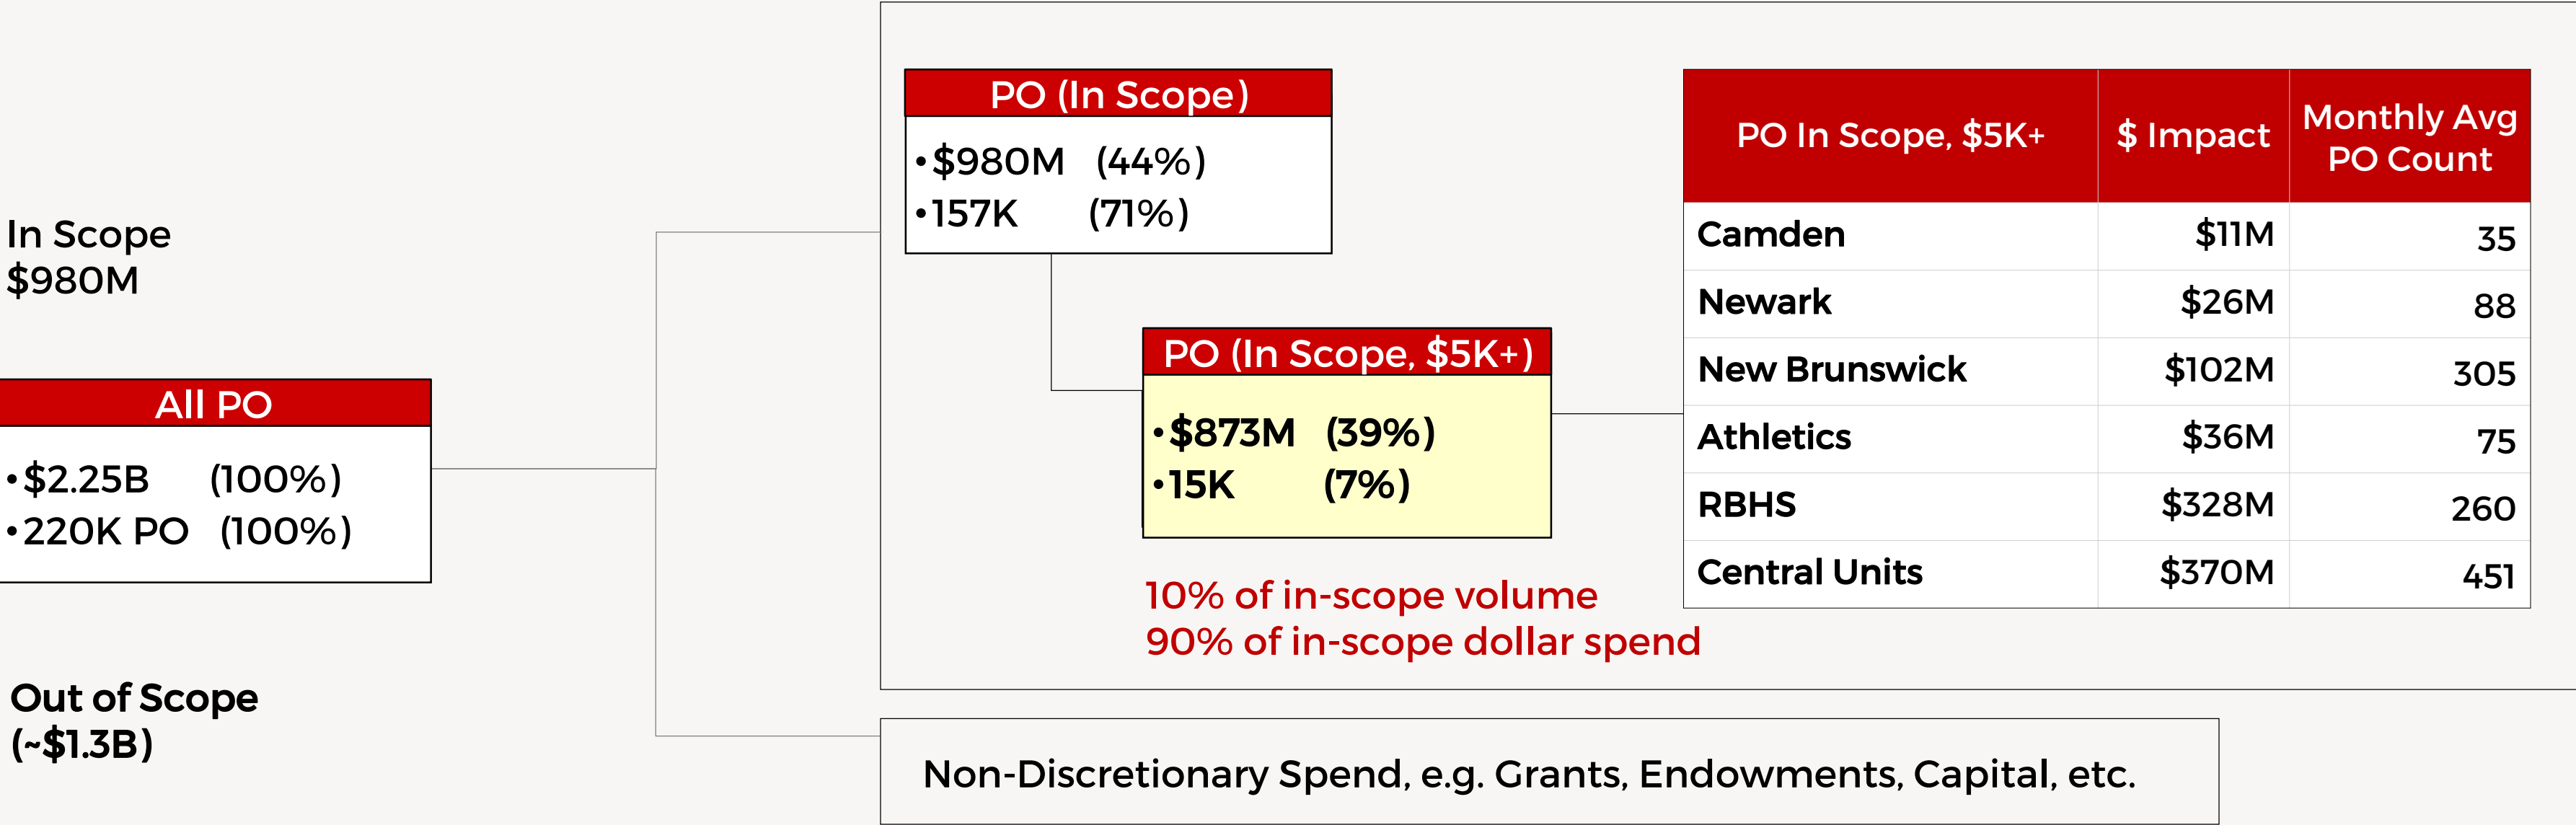 In Scope
$980M
All PO
•$2.25B (100%)
•220K PO (100%)
Out of Scope
(~$1.3B)
PO (In Scope)
•$980M (44%)
•157K (71%)
PO (In Scope, $5K+)
•$873M (39%)
•15K (7%)
10% of in-scope volume
90% of in-scope dollar spend
PO In Scope, $5K+ $ Impact Monthly Avg PO Count
Camden $11M 35
Newark $26M 88
New Brunswick $102M 305
Athletics $36M 75
RBHS $328M 260
Central Units $370M 451
Non-Discretionary Spend, e.g. Grants, Endowments, Capital, etc.